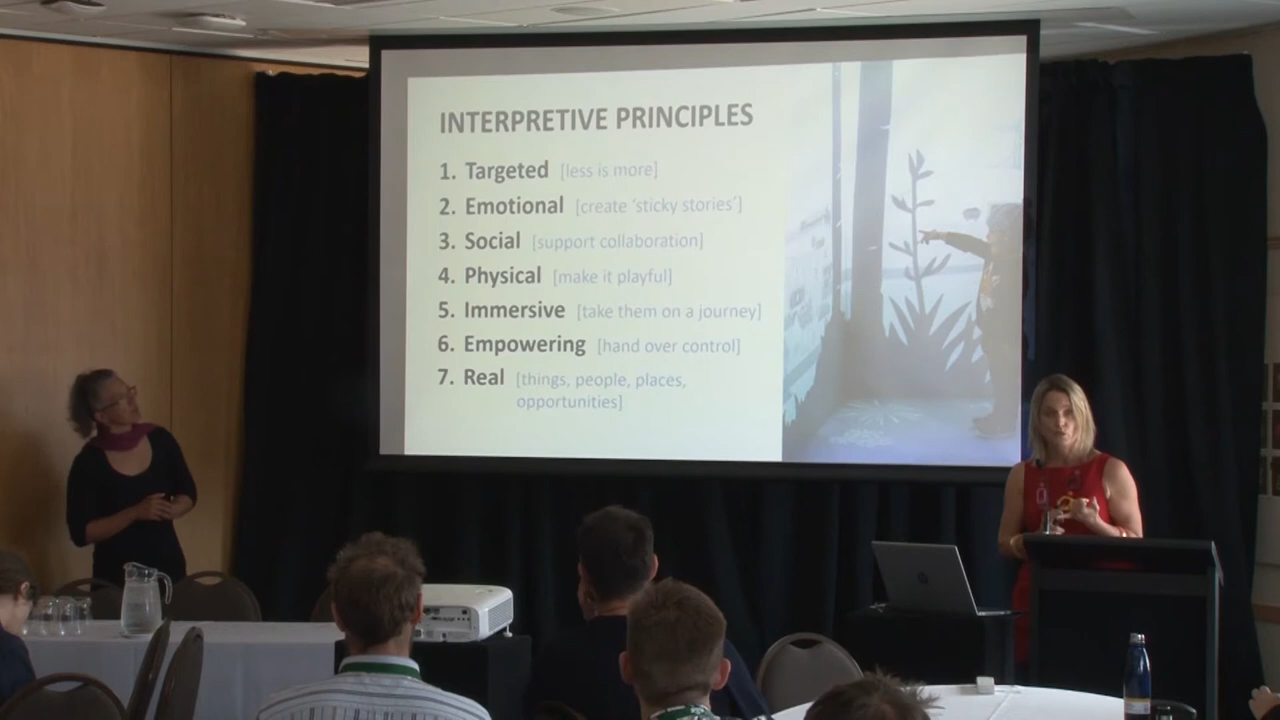 INTERPRETIVE PRINCIPLES
1. Targeted [less is more]
2. Emotional [create 'sticky stories']
3. Social [support collaboration]
4. Physical [make it playful]
5. Immersive [take them on a journey]
6. Empowering [hand over control]
7. Real [things, people, places,
opportunities]